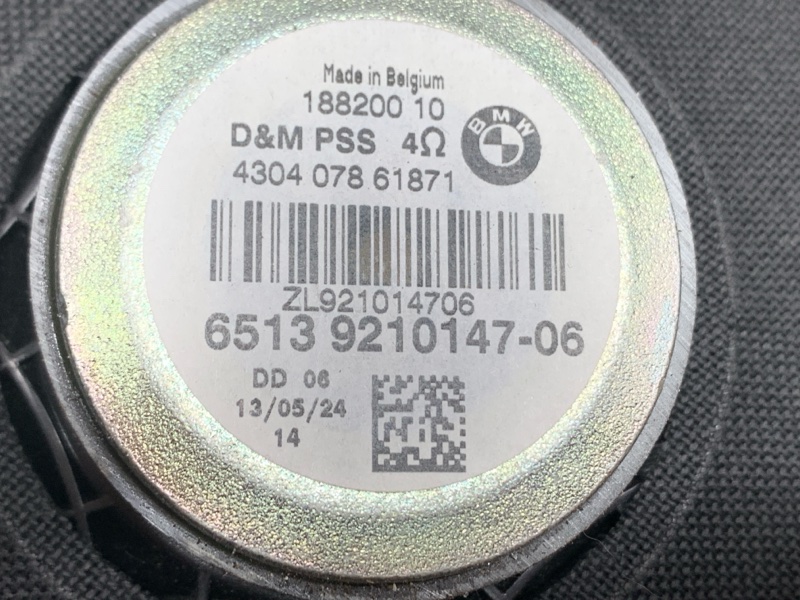 Made in Belgium
188200 10
D&M PSS 4Ω
BMW
4304 078 61871
ZL921014706
6513 9210147-06
DD 06
13/05/24
14